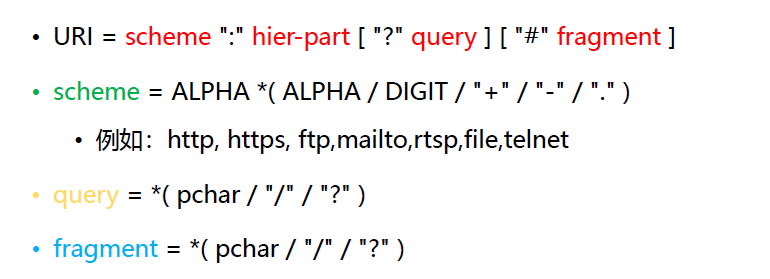 • URI = scheme ":" hier-part [ "?" query ] [ "#" fragment ]
• scheme = ALPHA *( ALPHA / DIGIT / "+" / "-" / "." )
• 例如：http, https, ftp,mailto,rtsp,file,telnet
• query = *( pchar / "/" / "?" )
• fragment = *( pchar / "/" / "?" )